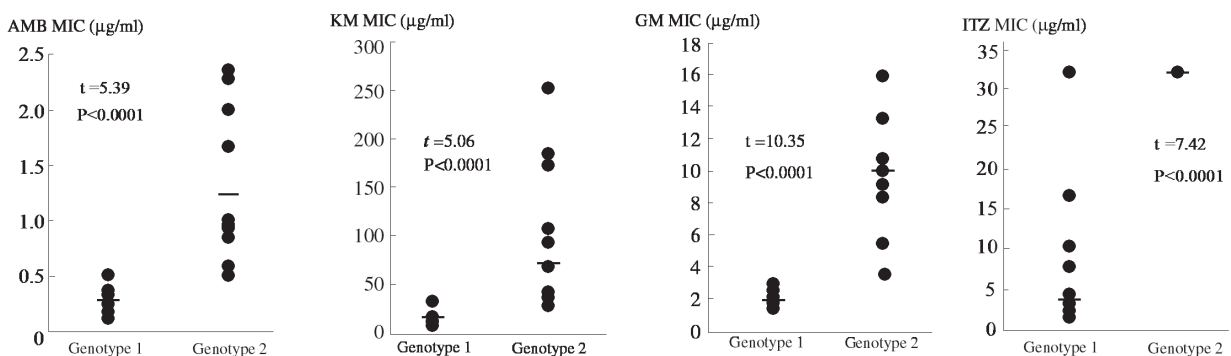 AMB MIC (µg/ml)
2.5
2.0
1.5
1.0
0.5
0
t =5.39
P<0.0001
Genotype 1
Genotype 2
KM MIC (µg/ml)
300
250
200
150
100
50
0
t =5.06
P<0.0001
Genotype 1
Genotype 2
GM MIC (µg/ml)
18
16
14
12
10
8
6
4
2
0
t =10.35
P<0.0001
Genotype 1
Genotype 2
ITZ MIC (µg/ml)
35
30
25
20
15
10
5
0
t =7.42
P<0.0001
Genotype 1
Genotype 2